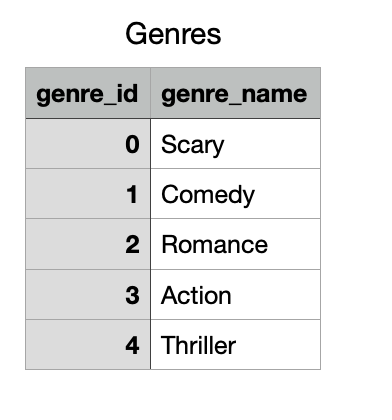 Genres
genre_id genre_name
0 Scary
1 Comedy
2 Romance
3 Action
4 Thriller